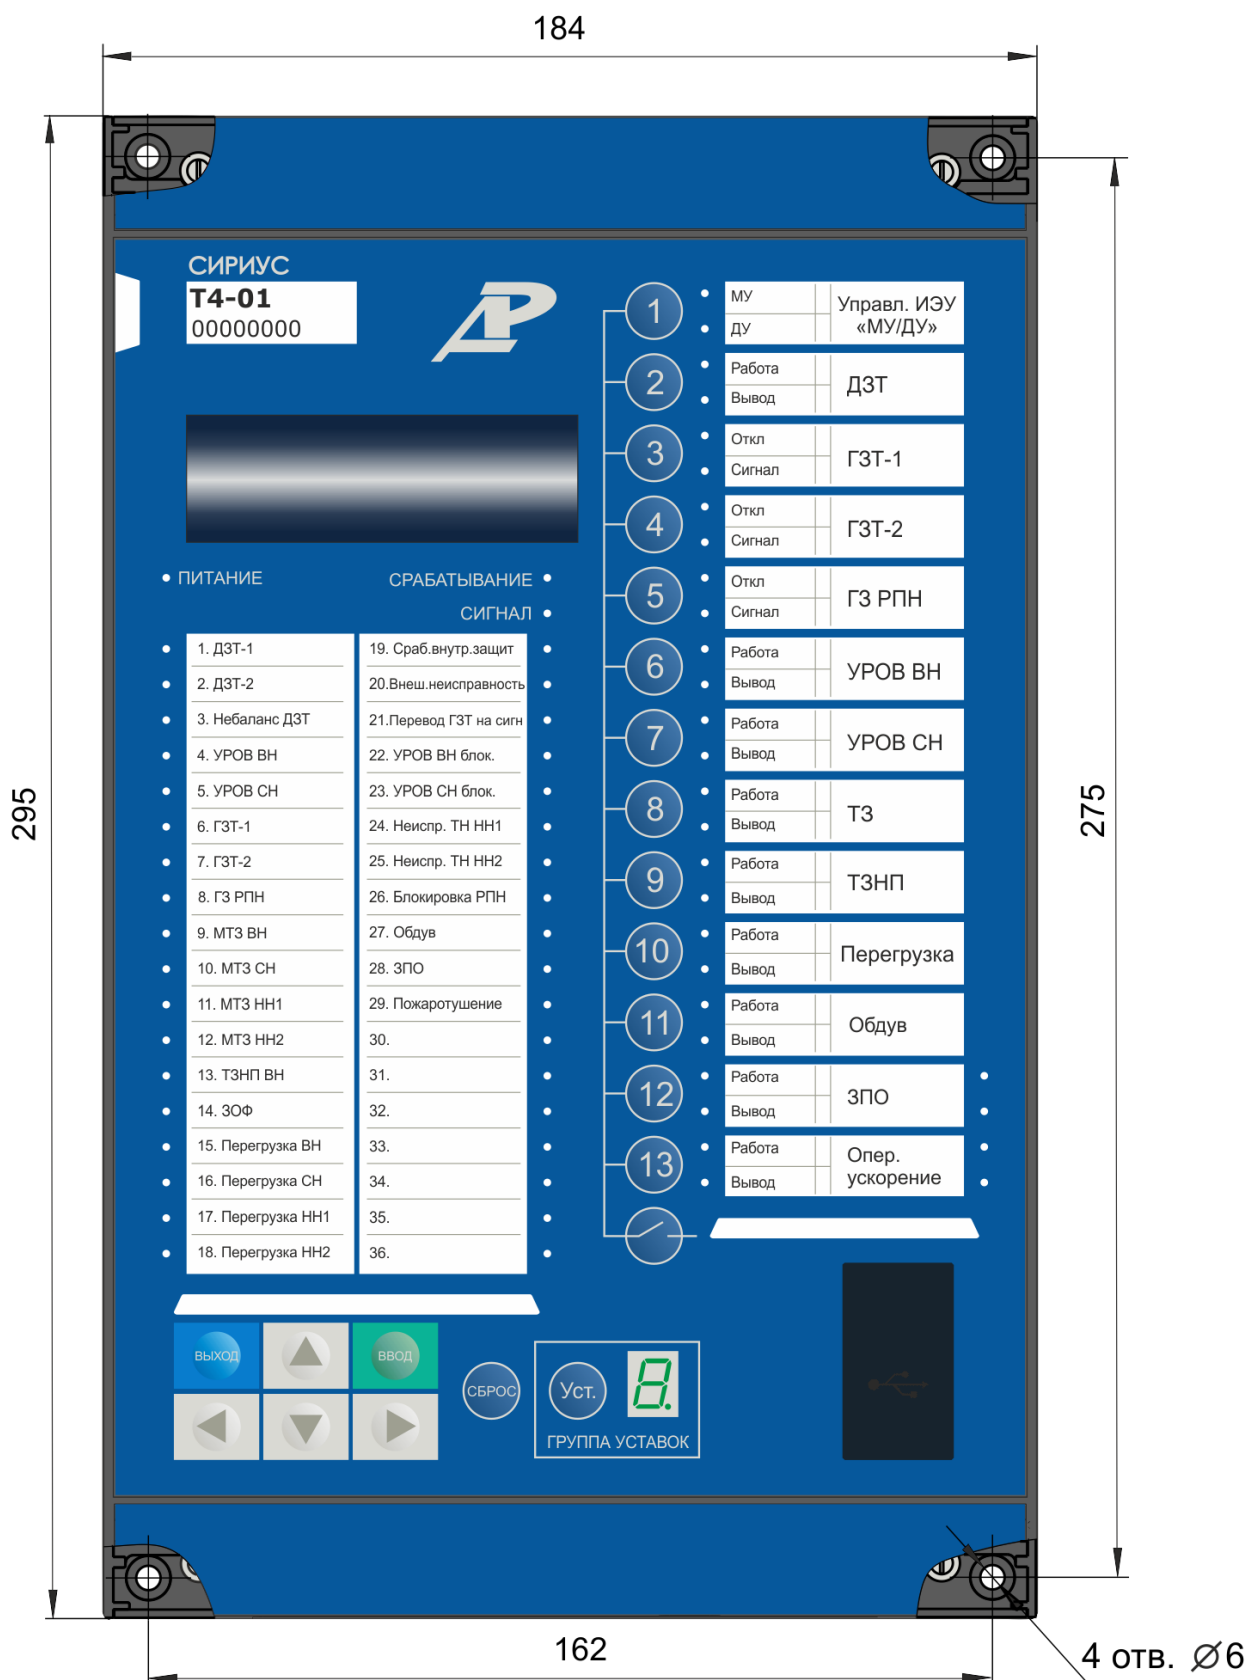 184
СИРИУС
T4-01
00000000
1
МУ
ДУ
Управл. ИЭУ
«МУ/ДУ»
2
Работа
Вывод
ДЗТ
3
Откл
Сигнал
ГЗТ-1
4
Откл
Сигнал
ГЗТ-2
5
Откл
Сигнал
ГЗ РПН
6
Работа
Вывод
УРОВ ВН
7
Работа
Вывод
УРОВ СН
8
Работа
Вывод
ТЗ
9
Работа
Вывод
ТЗНП
10
Работа
Вывод
Перегрузка
11
Работа
Вывод
Обдув
12
Работа
Вывод
ЗПО
13
Работа
Вывод
Опер.
ускорение
ПИТАНИЕ
СРАБАТЫВАНИЕ
СИГНАЛ
1. ДЗТ-1
2. ДЗТ-2
3. Небаланс ДЗТ
4. УРОВ ВН
5. УРОВ СН
6. ГЗТ-1
7. ГЗТ-2
8. ГЗ РПН
9. МТЗ ВН
10. МТЗ СН
11. МТЗ НН1
12. МТЗ НН2
13. ТЗНП ВН
14. ЗОФ
15. Перегрузка ВН
16. Перегрузка СН
17. Перегрузка НН1
18. Перегрузка НН2
19. Сраб.внутр.защит
20.Внеш.неисправность
21.Перевод ГЗТ на сигн
22. УРОВ ВН блок.
23. УРОВ СН блок.
24. Неиспр. ТН НН1
25. Неиспр. ТН НН2
26. Блокировка РПН
27. Обдув
28. ЗПО
29. Пожаротушение
30.
31.
32.
33.
34.
35.
36.
ВЫХОД
ВВОД
СБРОС
Уст.
8.
ГРУППА УСТАВОК
295
275
162
4 отв. ∅6